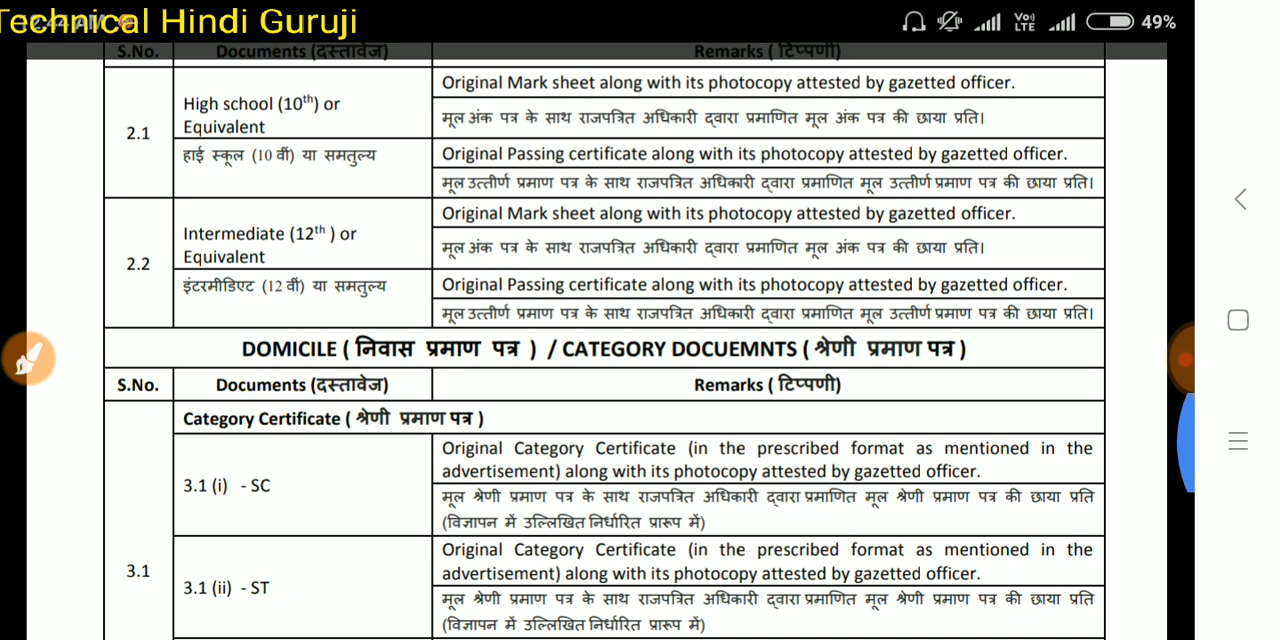 Technical Hindi Guruji
49%
S.No. Documents (दस्तावेज) Remarks ( टिप्पणी)
2.1
High school (10th) or
Equivalent
हाई स्कूल (10 वीं) या समतुल्य
Original Mark sheet along with its photocopy attested by gazetted officer.
मूल अंक पत्र के साथ राजपत्रित अधिकारी द्वारा प्रमाणित मूल अंक पत्र की छाया प्रति।
Original Passing certificate along with its photocopy attested by gazetted officer.
मूल उत्तीर्ण प्रमाण पत्र के साथ राजपत्रित अधिकारी द्वारा प्रमाणित मूल उत्तीर्ण प्रमाण पत्र की छाया प्रति।
2.2
Intermediate (12th ) or
Equivalent
इंटरमीडिएट (12 वीं) या समतुल्य
Original Mark sheet along with its photocopy attested by gazetted officer.
मूल अंक पत्र के साथ राजपत्रित अधिकारी द्वारा प्रमाणित मूल अंक पत्र की छाया प्रति।
Original Passing certificate along with its photocopy attested by gazetted officer.
मूल उत्तीर्ण प्रमाण पत्र के साथ राजपत्रित अधिकारी द्वारा प्रमाणित मूल उत्तीर्ण प्रमाण पत्र की छाया प्रति।
DOMICILE ( निवास प्रमाण पत्र ) / CATEGORY DOCUEMNTS ( श्रेणी प्रमाण पत्र )
S.No. Documents (दस्तावेज) Remarks ( टिप्पणी)
3.1
Category Certificate ( श्रेणी प्रमाण पत्र )
3.1 (i) - SC
Original Category Certificate (in the prescribed format as mentioned in the
advertisement) along with its photocopy attested by gazetted officer.
मूल श्रेणी प्रमाण पत्र के साथ राजपत्रित अधिकारी द्वारा प्रमाणित मूल श्रेणी प्रमाण पत्र की छाया प्रति
(विज्ञापन में उल्लिखित निर्धारित प्रारूप में)
3.1 (ii) - ST
Original Category Certificate (in the prescribed format as mentioned in the
advertisement) along with its photocopy attested by gazetted officer.
मूल श्रेणी प्रमाण पत्र के साथ राजपत्रित अधिकारी द्वारा प्रमाणित मूल श्रेणी प्रमाण पत्र की छाया प्रति
(विज्ञापन में उल्लिखित निर्धारित प्रारूप में)